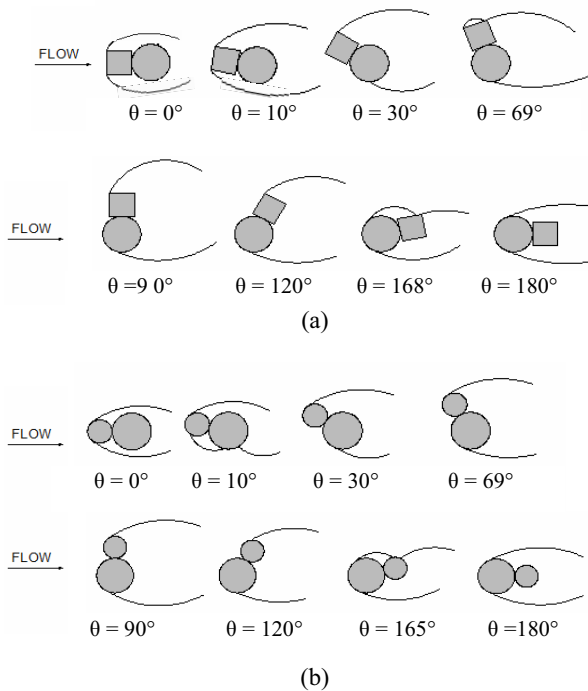 FLOW
θ = 0° θ = 10° θ = 30° θ = 69°
FLOW
θ =9 0° θ = 120° θ = 168° θ = 180°
(a)
FLOW
θ = 0° θ = 10° θ = 30° θ = 69°
FLOW
θ = 90° θ = 120° θ = 165° θ =180°
(b)